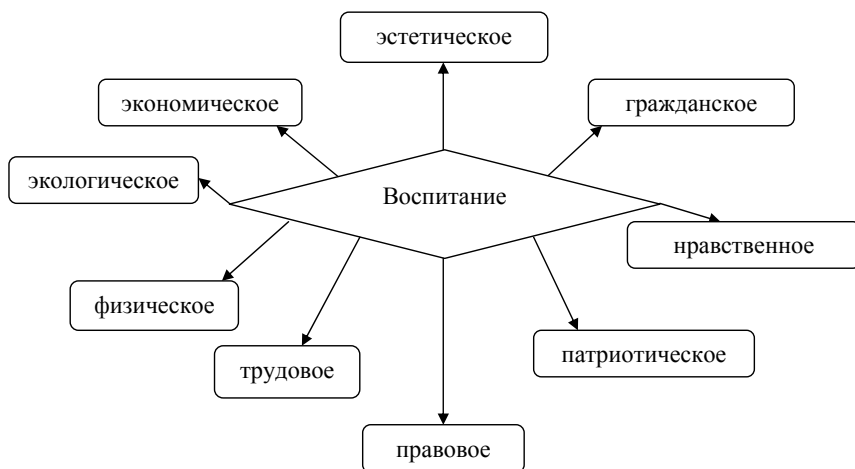 эстетическое
экономическое
гражданское
экологическое
Воспитание
нравственное
физическое
трудовое
патриотическое
правовое